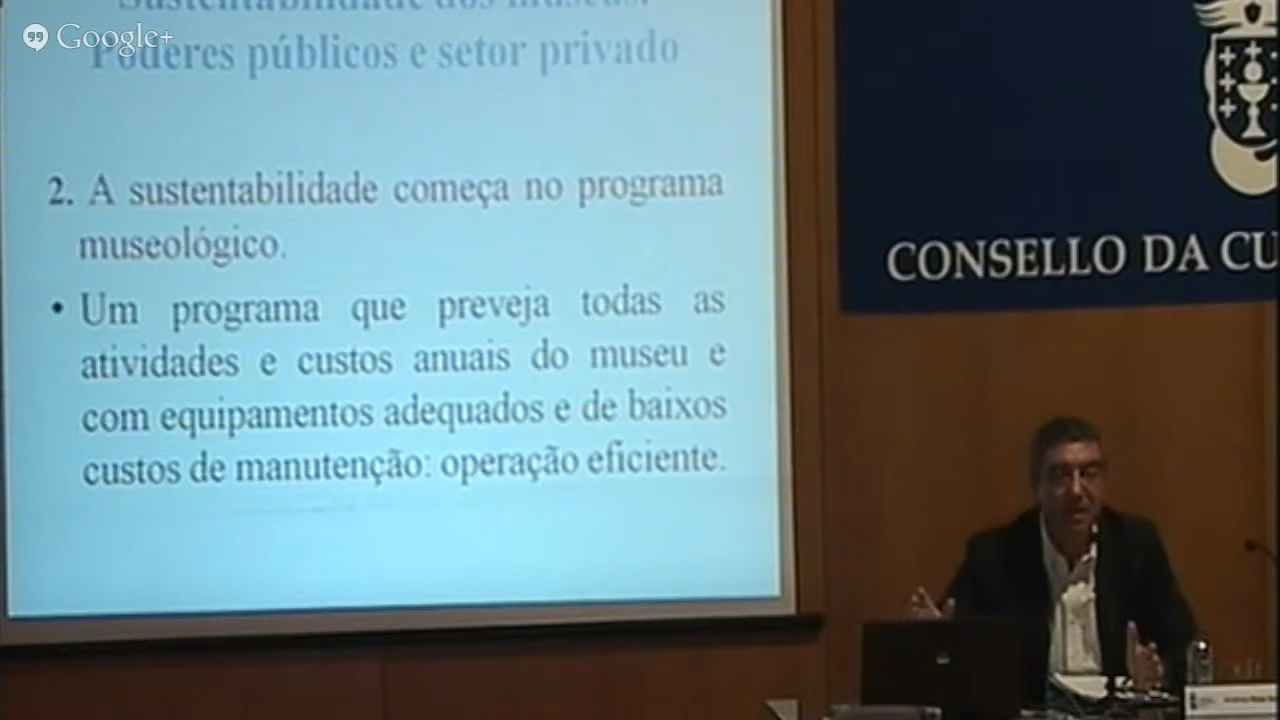 Google+
Sustentabilidade dos museus.
Poderes públicos e setor privado
2. A sustentabilidade começa no programa
museológico.
• Um programa que preveja todas as
atividades e custos anuais do museu e
com equipamentos adequados e de baixos
custos de manutenção: operação eficiente.
CONSELLO DA CU